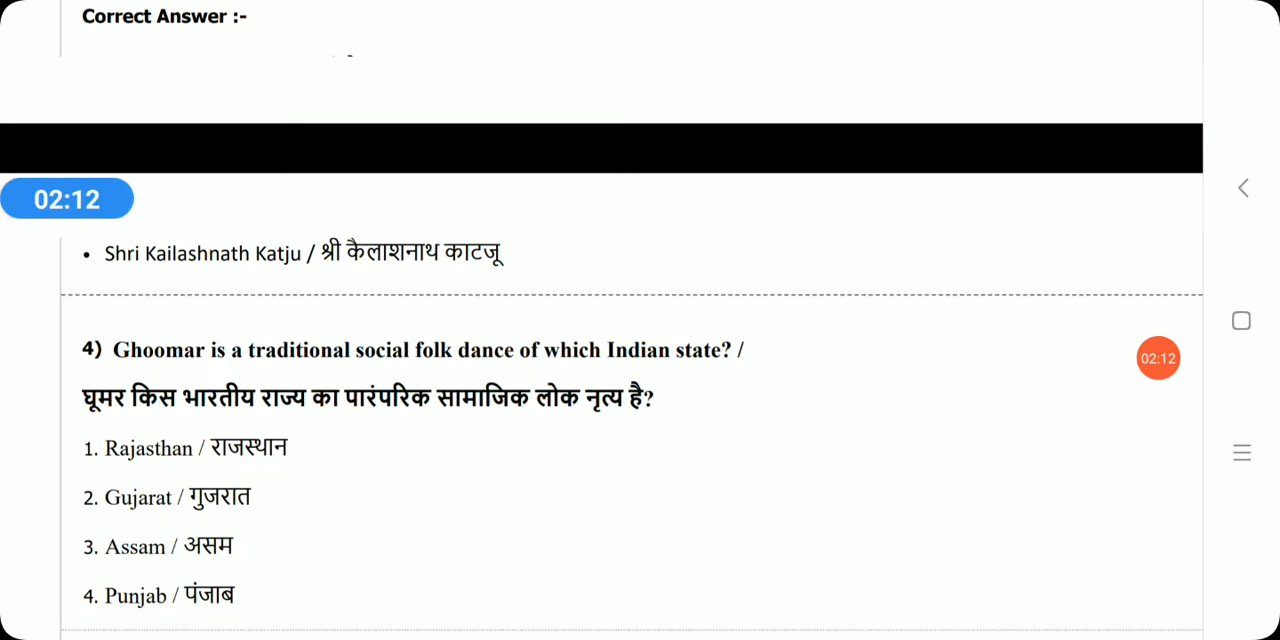 Correct Answer :-
02:12
• Shri Kailashnath Katju / श्री कैलाशनाथ काटजू
4) Ghoomar is a traditional social folk dance of which Indian state? /
02:12
घूमर किस भारतीय राज्य का पारंपरिक सामाजिक लोक नृत्य है?
1. Rajasthan / राजस्थान
2. Gujarat / गुजरात
3. Assam / असम
4. Punjab / पंजाब